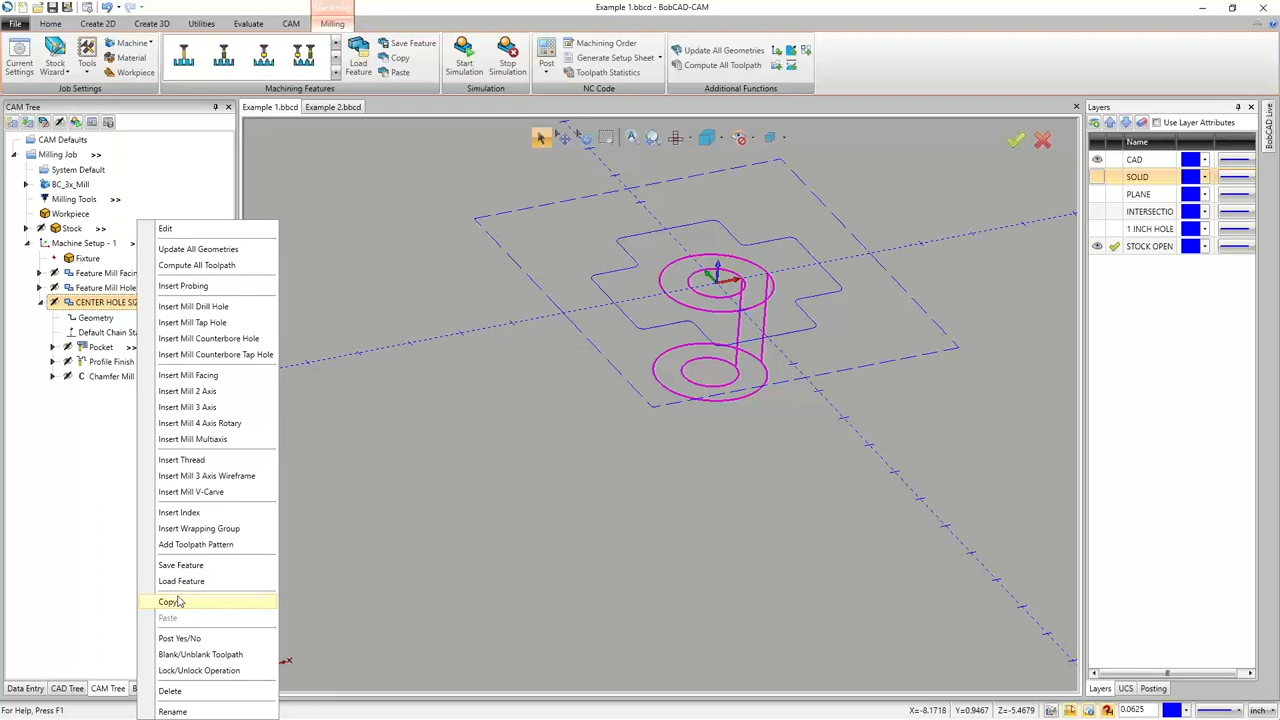 Example 1.bbcd - BobCAD-CAM
Machining
File
Home
Create 2D
Create 3D
Utilities
Evaluate
CAM
Milling
Current
Settings
Stock
Wizard
Tools
Machine
Material
Workpiece
Load
Feature
Save Feature
Copy
Paste
Start
Simulation
Stop
Simulation
Post
Machining Order
Generate Setup Sheet
Toolpath Statistics
Update All Geometries
Compute All Toolpath
Job Settings
Machining Features
Simulation
NC Code
Additional Functions
CAM Tree
Example 1.bbcd
Example 2.bbcd
CAM Defaults
Milling Job >>
System Default
BC_3x_Mill
Milling Tools >>
Workpiece
Stock >>
Machine Setup - 1
Fixture
Feature Mill Facin
Feature Mill Hole
CENTER HOLE SIZ
Geometry
Default Chain Sta
Pocket
Profile Finish
Chamfer Mill
Edit
Update All Geometries
Compute All Toolpath
Insert Probing
Insert Mill Drill Hole
Insert Mill Tap Hole
Insert Mill Counterbore Hole
Insert Mill Counterbore Tap Hole
Insert Mill Facing
Insert Mill 2 Axis
Insert Mill 3 Axis
Insert Mill 4 Axis Rotary
Insert Mill Multiaxis
Insert Thread
Insert Mill 3 Axis Wireframe
Insert Mill V-Carve
Insert Index
Insert Wrapping Group
Add Toolpath Pattern
Save Feature
Load Feature
Copy
Paste
Post Yes/No
Blank/Unblank Toolpath
Lock/Unlock Operation
Delete
Rename
X
Layers
Use Layer Attributes
Name
CAD
SOLID
PLANE
INTERSECTIO
1 INCH HOLE
STOCK OPEN
BobCAD Live
Data Entry
CAD Tree
CAM Tree
B
Layers
UCS
Posting
For Help, Press F1
X=-8.1718
Y=0.9467
Z=-5.4679
0.0625
inch